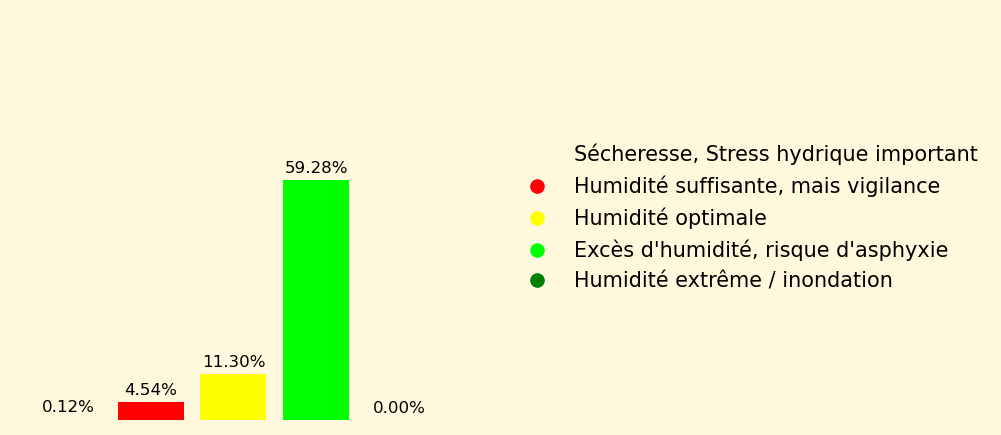 59.28%
11.30%
4.54%
0.12%
0.00%
Sécheresse, Stress hydrique important
Humidité suffisante, mais vigilance
Humidité optimale
Excès d'humidité, risque d'asphyxie
Humidité extrême / inondation